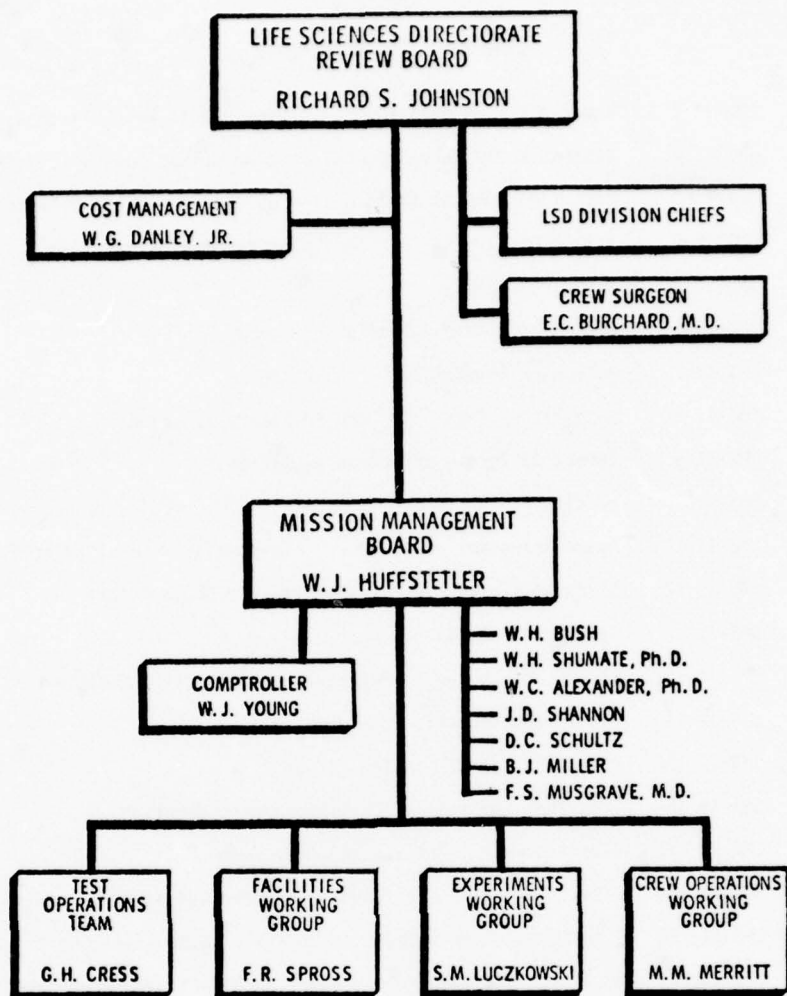 LIFE SCIENCES DIRECTORATE
REVIEW BOARD
RICHARD S. JOHNSTON
COST MANAGEMENT
W. G. DANLEY, JR.
LSD DIVISION CHIEFS
CREW SURGEON
E.C. BURCHARD, M.D.
MISSION MANAGEMENT
BOARD
W. J. HUFFSTETLER
COMPTROLLER
W. J. YOUNG
W. H. BUSH
W. H. SHUMATE, Ph.D.
W. C. ALEXANDER, Ph.D.
J.D. SHANNON
D.C. SCHULTZ
B.J. MILLER
F.S. MUSGRAVE, M.D.
TEST
OPERATIONS
TEAM
G.H. CRESS
FACILITIES
WORKING
GROUP
F.R. SPROSS
EXPERIMENTS
WORKING
GROUP
S.M. LUCZKOWSKI
CREW OPERATIONS
WORKING
GROUP
M.M. MERRITT